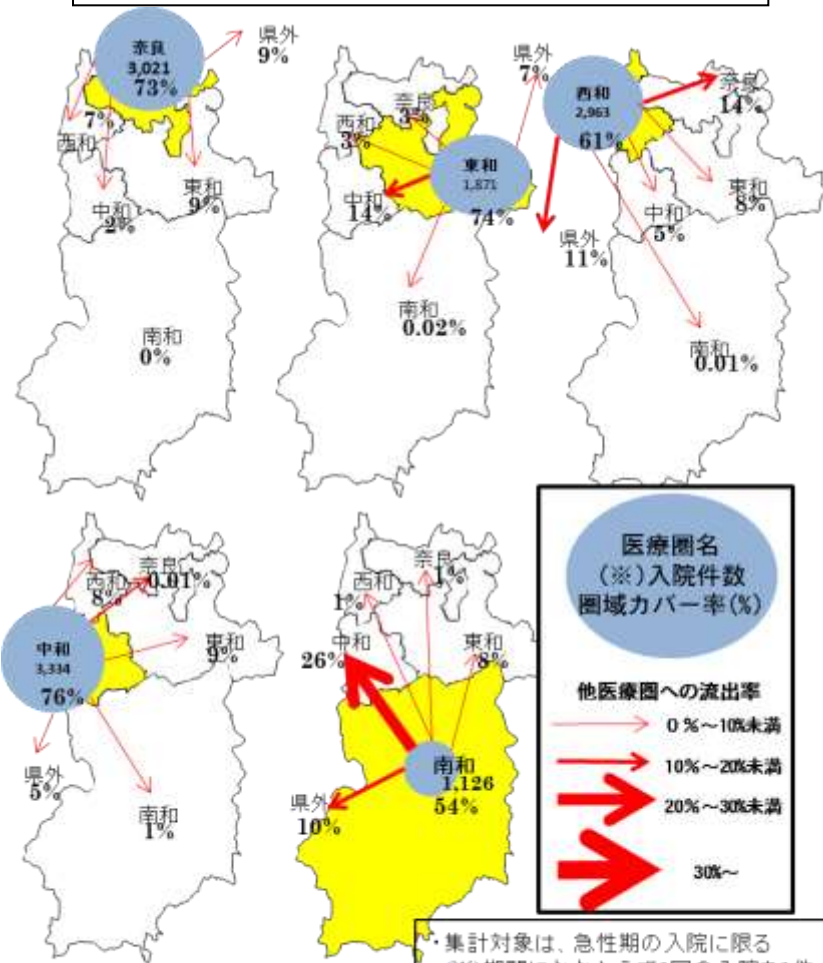 奈良
3,021
73%
県外
9%
7%
西和
中和
2%
東和
9%
南和
0%
東和
1,871
74%
県外
7%
奈良
3%
西和
3%
中和
14%
南和
0.02%
西和
2,963
61%
奈良
14%
東和
8%
中和
5%
県外
11%
南和
0.01%
中和
3,334
76%
西和
8%
奈良
0.01%
東和
9%
県外
5%
南和
1%
南和
1,126
54%
西和
1%
奈良
1%
中和
26%
東和
8%
県外
10%
医療圏名
(※)入院件数
圏域カバー率(%)
他医療圏への流出率
0%~10%未満
10%~20%未満
20%~30%未満
30%~
・集計対象は、急性期の入院に限る